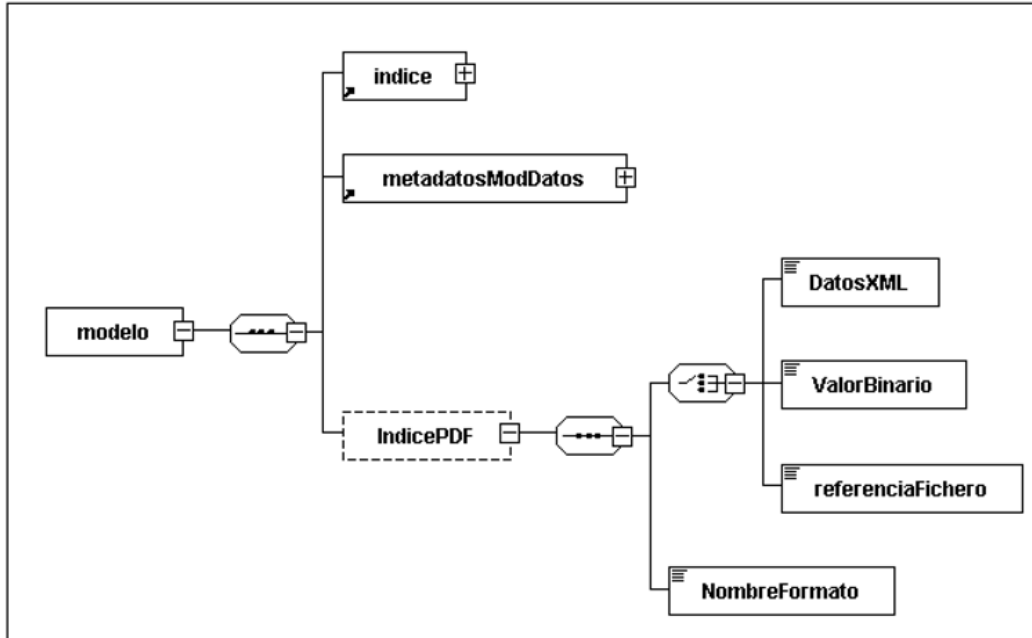 indice
metadatosModDatos
DatosXML
modelo
ValorBinario
IndicePDF
referenciaFichero
NombreFormato